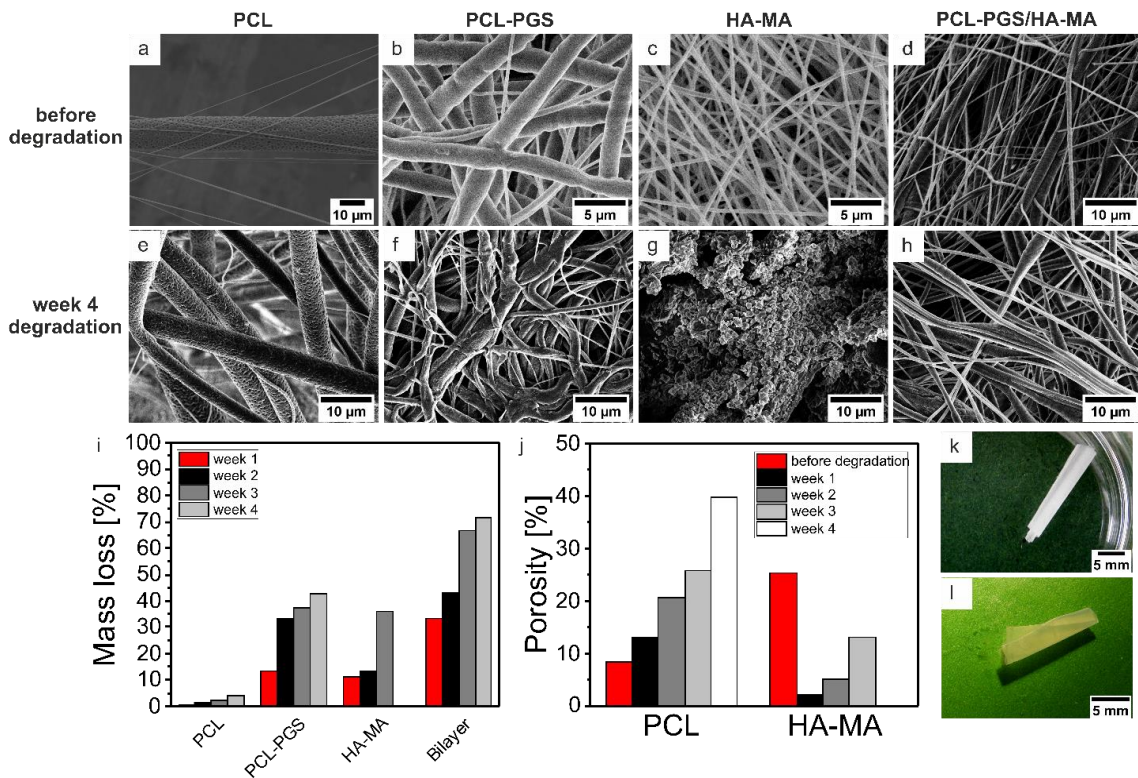 PCL
PCL-PGS
HA-MA
PCL-PGS/HA-MA
before
degradation
a
10 µm
b
5 µm
c
5 µm
d
10 µm
week 4
degradation
e
10 µm
f
10 µm
g
10 µm
h
10 µm
i
Mass loss [%]
100
90
80
70
60
50
40
30
20
10
0
week 1
week 2
week 3
week 4
PCL
PCL-PGS
HA-MA
Bilayer
j
Porosity [%]
50
40
30
20
10
0
before degradation
week 1
week 2
week 3
week 4
PCL
HA-MA
k
5 mm
l
5 mm